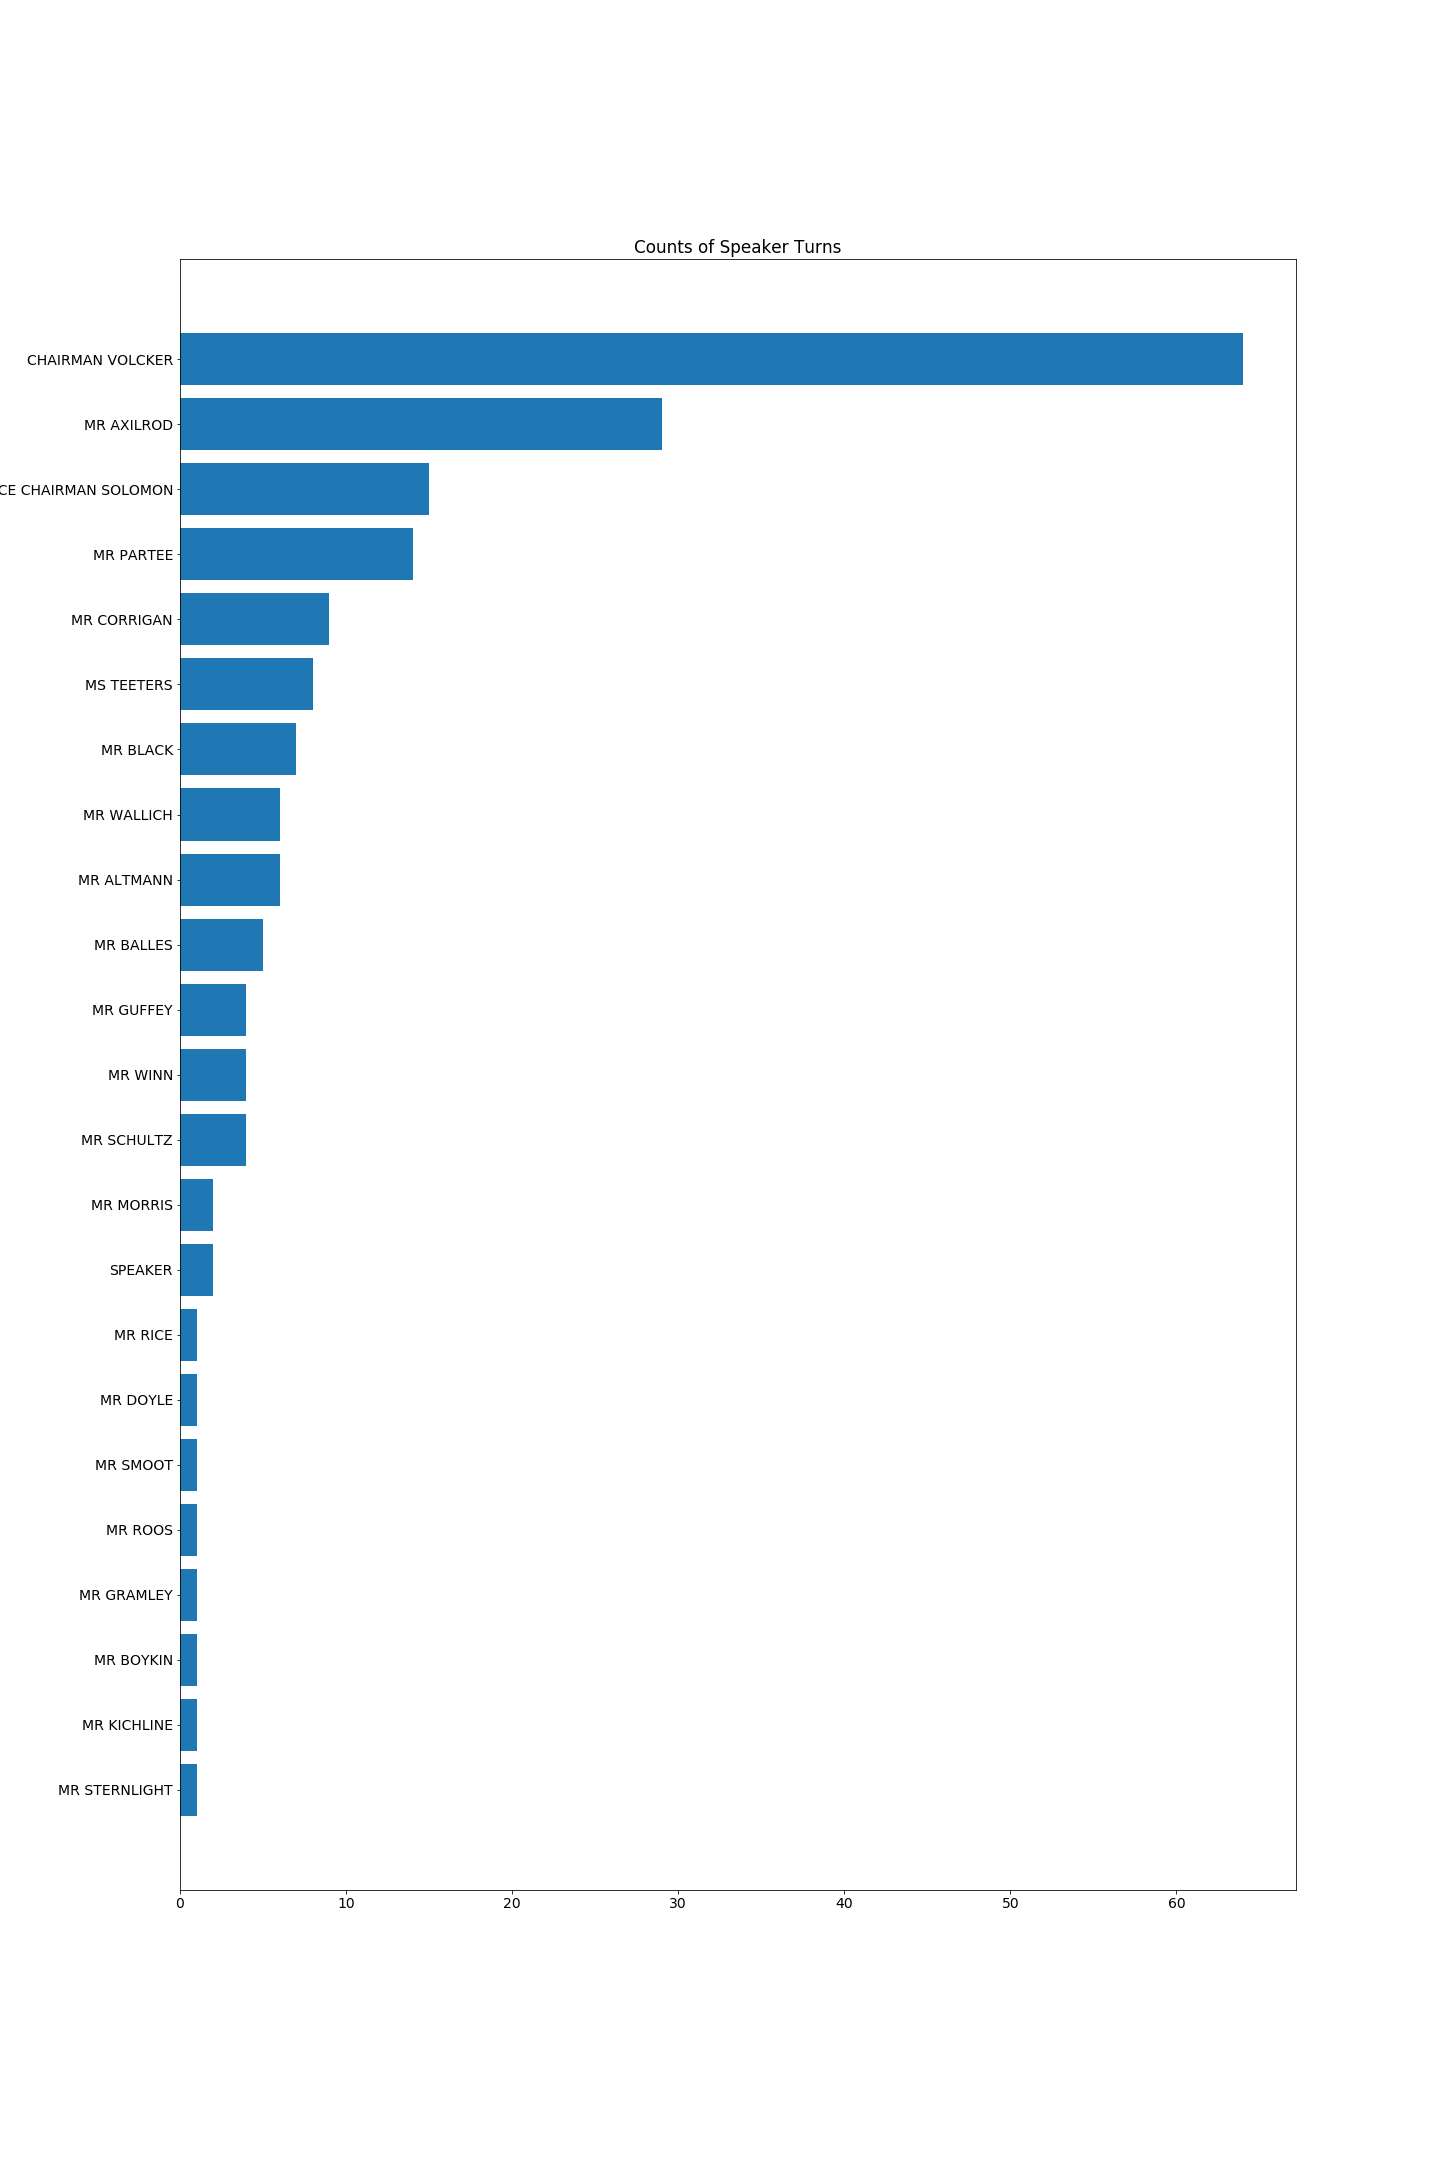 Counts of Speaker Turns
CHAIRMAN VOLCKER
MR AXILROD
CE CHAIRMAN SOLOMON
MR PARTEE
MR CORRIGAN
MS TEETERS
MR BLACK
MR WALLICH
MR ALTMANN
MR BALLES
MR GUFFEY
MR WINN
MR SCHULTZ
MR MORRIS
SPEAKER
MR RICE
MR DOYLE
MR SMOOT
MR ROOS
MR GRAMLEY
MR BOYKIN
MR KICHLINE
MR STERNLIGHT
0 10 20 30 40 50 60